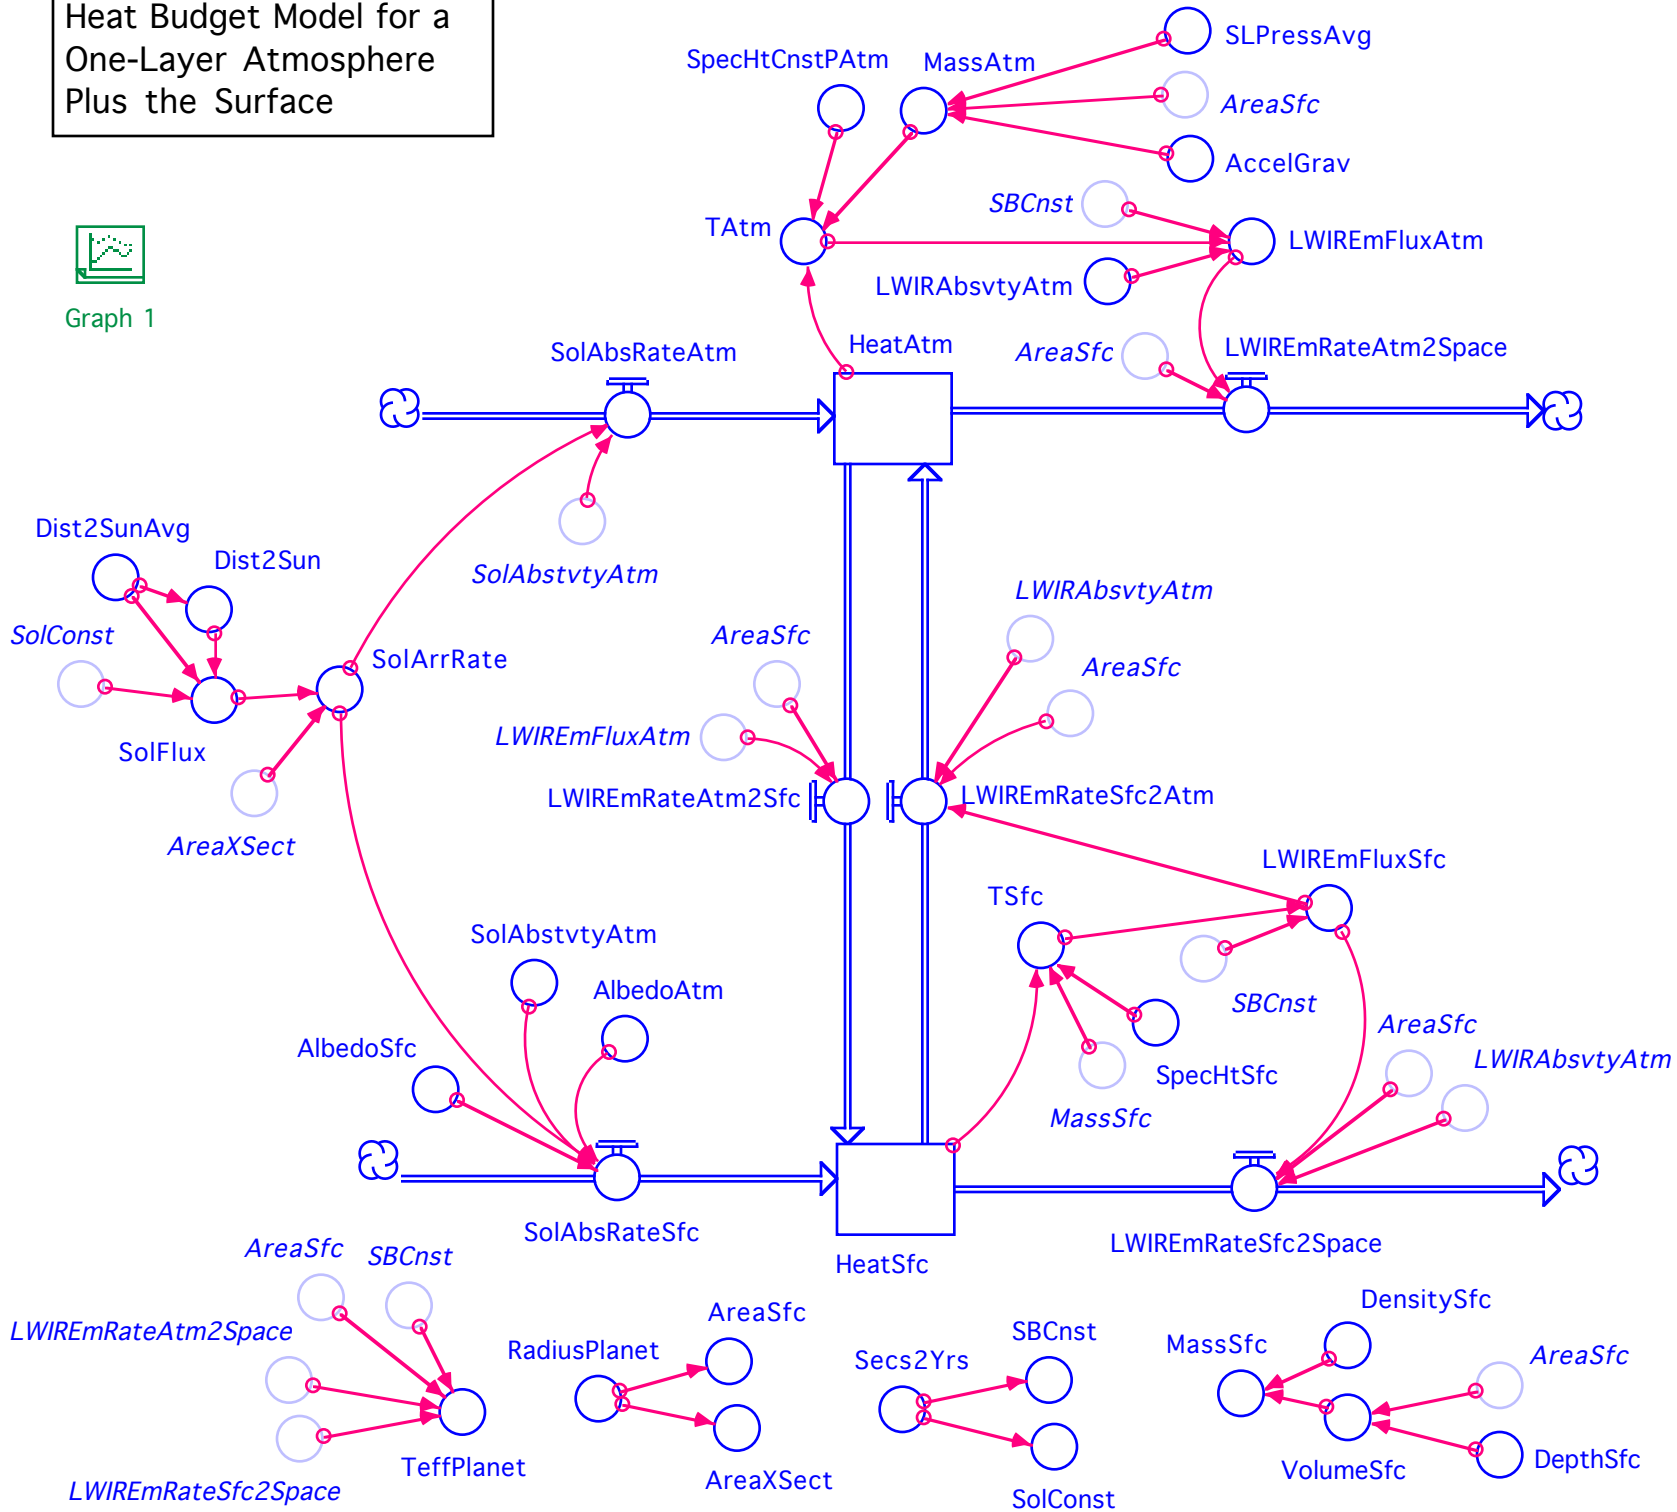 Heat Budget Model for a
One-Layer Atmosphere
Plus the Surface
SLPressAvg
SpecHtCnstPAtm
MassAtm
AreaSfc
AccelGrav
SBCnst
TAtm
LWIREmFluxAtm
LWIRAbsvtyAtm
Graph 1
SolAbsRateAtm
HeatAtm
AreaSfc
LWIREmRateAtm2Space
Dist2SunAvg
Dist2Sun
SolAbstvtyAtm
LWIRAbsvtyAtm
SolConst
AreaSfc
SolArrRate
AreaSfc
SolFlux
LWIREmFluxAtm
LWIREmRateAtm2Sfc
LWIREmRateSfc2Atm
AreaXSect
LWIREmFluxSfc
TSfc
SolAbstvtyAtm
AlbedoAtm
SBCnst
AlbedoSfc
AreaSfc
LWIRAbsvtyAtm
SpecHtSfc
MassSfc
SolAbsRateSfc
LWIREmRateSfc2Space
HeatSfc
AreaSfc
SBCnst
LWIREmRateAtm2Space
RadiusPlanet
AreaSfc
Secs2Yrs
SBCnst
DensitySfc
MassSfc
AreaSfc
TeffPlanet
LWIREmRateSfc2Space
AreaXSect
SolConst
VolumeSfc
DepthSfc